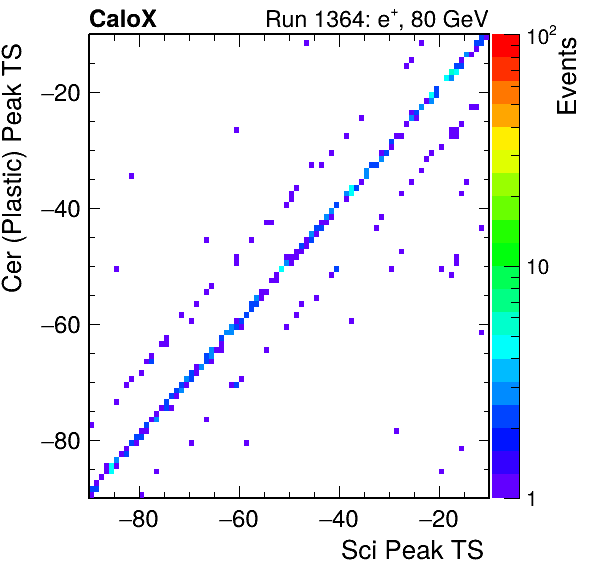 CaloX Run 1364: e⁺, 80 GeV
Cer (Plastic) Peak TS
−20
−40
−60
−80
−80 −60 −40 −20
Sci Peak TS
10²
10
1
Events